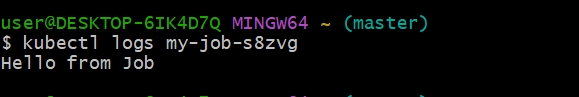 user@DESKTOP-6IK4D7Q MINGW64 ~ (master)
$ kubectl logs my-job-s8zvg
Hello from Job